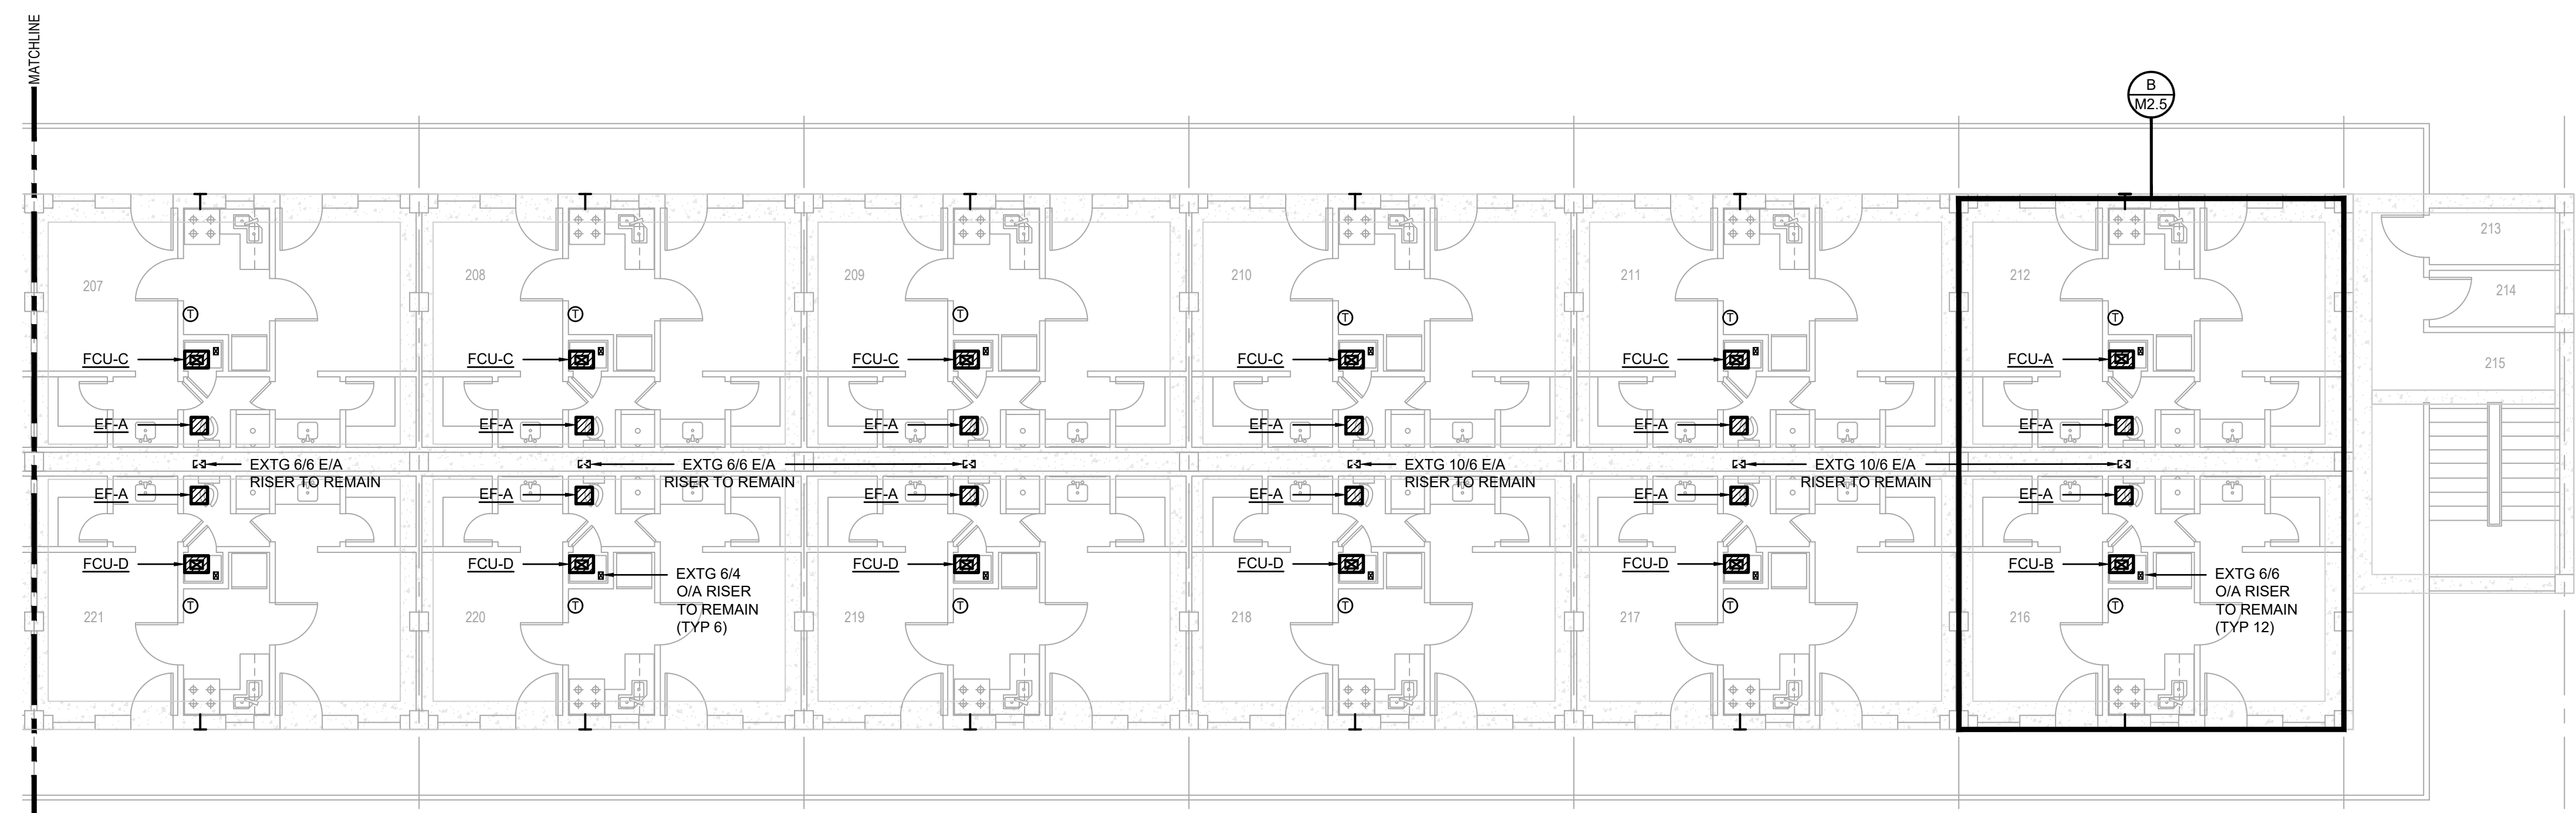 MATCHLINE
B
M2.5
213
207
208
209
210
211
212
214
T
T
T
T
T
T
FCU-C
FCU-C
FCU-C
FCU-C
FCU-C
FCU-A
215
EF-A
EF-A
EF-A
EF-A
EF-A
EF-A
EXTG 6/6 E/A
RISER TO REMAIN
EXTG 6/6 E/A
RISER TO REMAIN
EXTG 10/6 E/A
RISER TO REMAIN
EXTG 10/6 E/A
RISER TO REMAIN
EF-A
EF-A
EF-A
EF-A
EF-A
EF-A
FCU-D
FCU-D
FCU-D
FCU-D
FCU-D
FCU-B
EXTG 6/4
O/A RISER
TO REMAIN
(TYP 6)
EXTG 6/6
O/A RISER
TO REMAIN
(TYP 12)
T
T
T
T
T
T
221
220
219
218
217
216